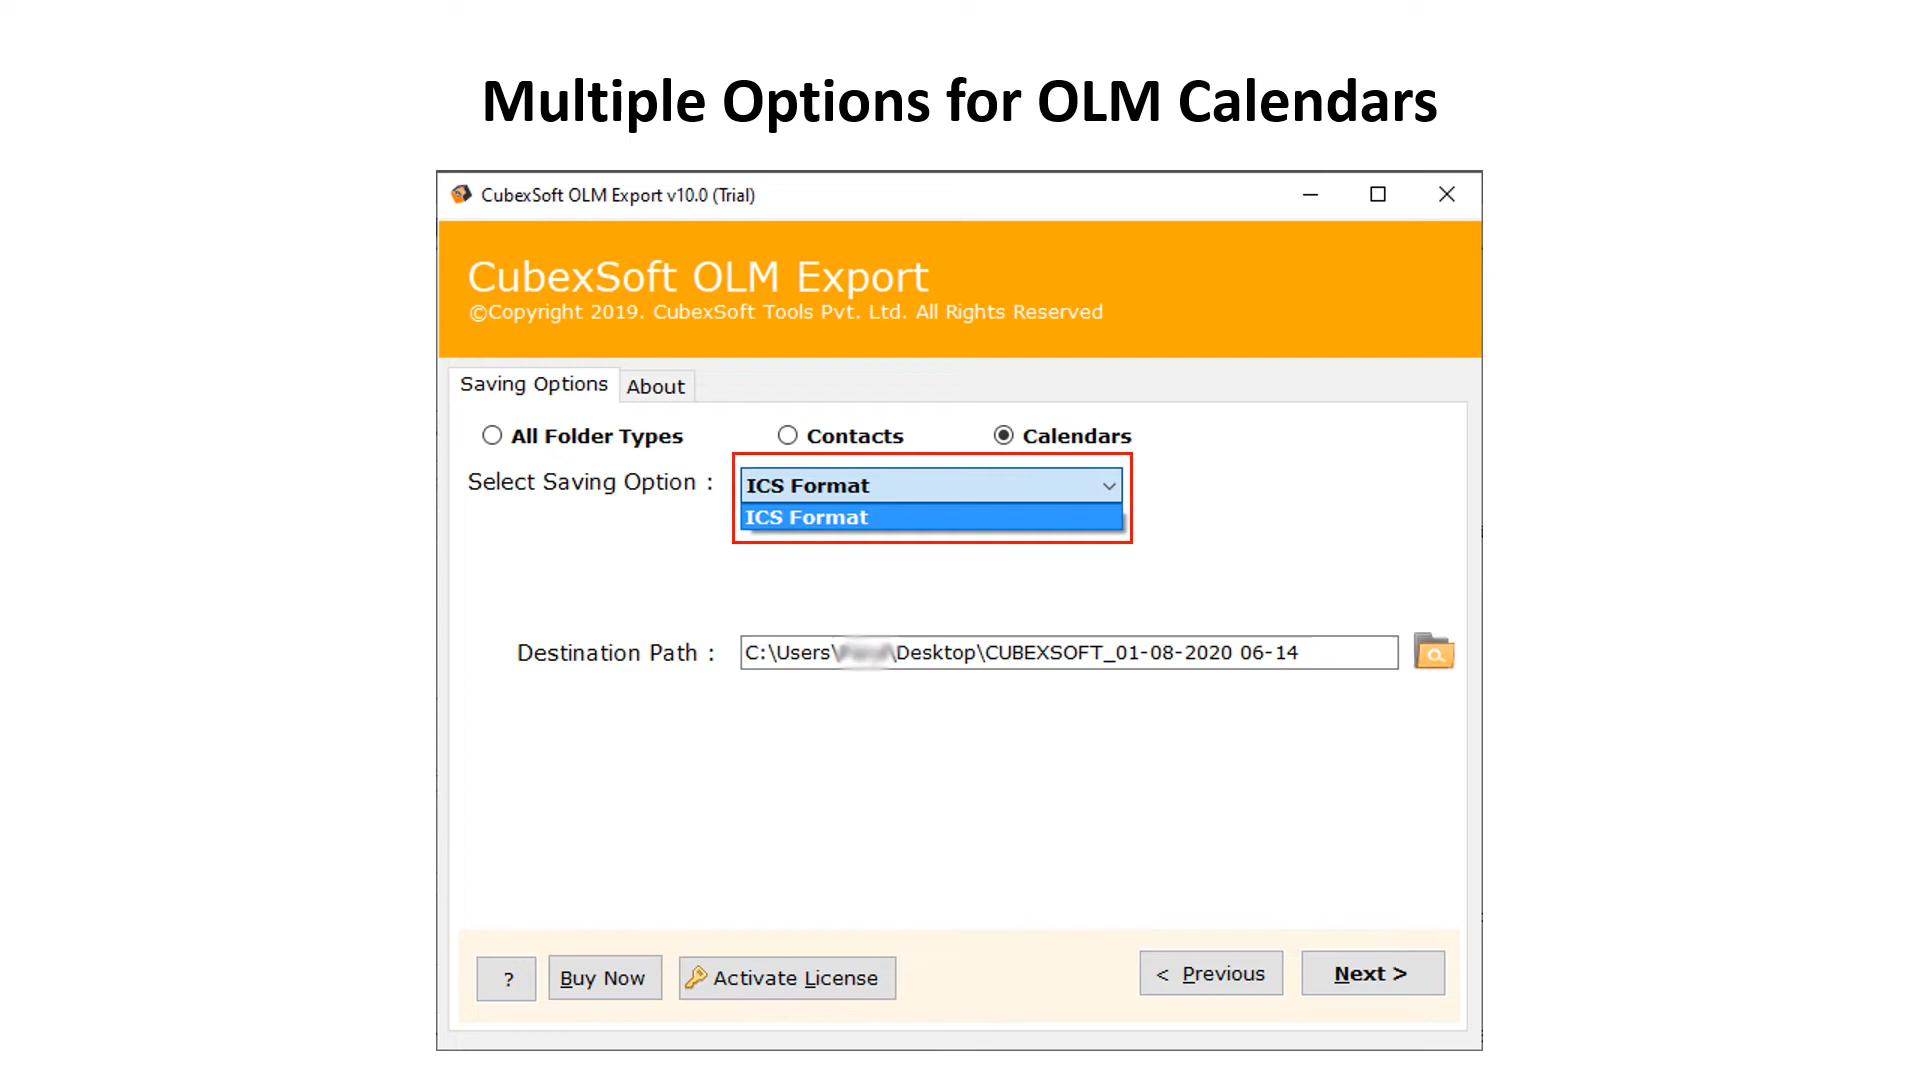 Multiple Options for OLM Calendars
CubexSoft OLM Export v10.0 (Trial)
CubexSoft OLM Export
©Copyright 2019. CubexSoft Tools Pvt. Ltd. All Rights Reserved
Saving Options About
All Folder Types Contacts Calendars
Select Saving Option : ICS Format
ICS Format
Destination Path : C:\Users\ \Desktop\CUBEXSOFT_01-08-2020 06-14
? Buy Now Activate License < Previous Next >